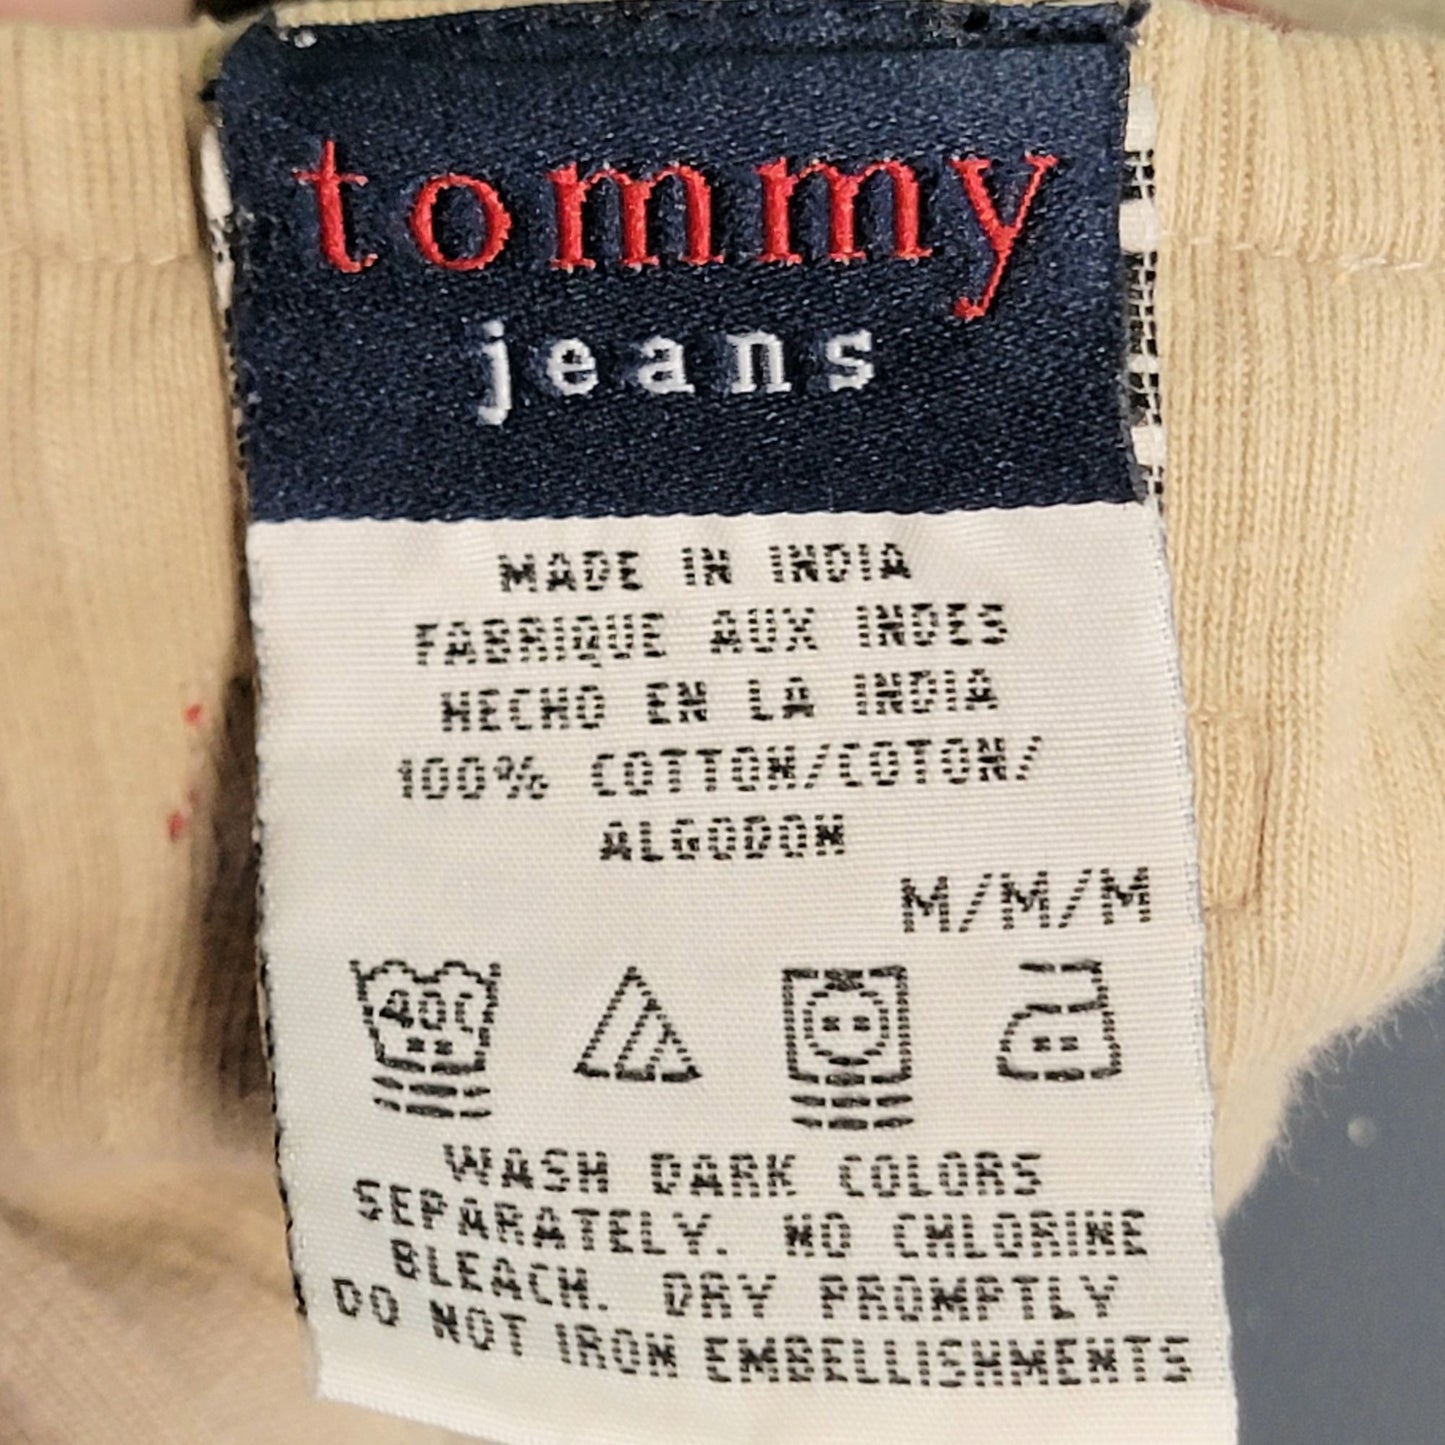 tommy
jeans
MADE IN INDIA
FABRIQUE AUX INDES
HECHO EN LA INDIA
100% COTTON/COTON/
ALGODON
M/M/M
WASH DARK COLORS
SEPARATELY. NO CHLORINE
BLEACH. DRY PROMPTLY
DO NOT IRON EMBELLISHMENTS